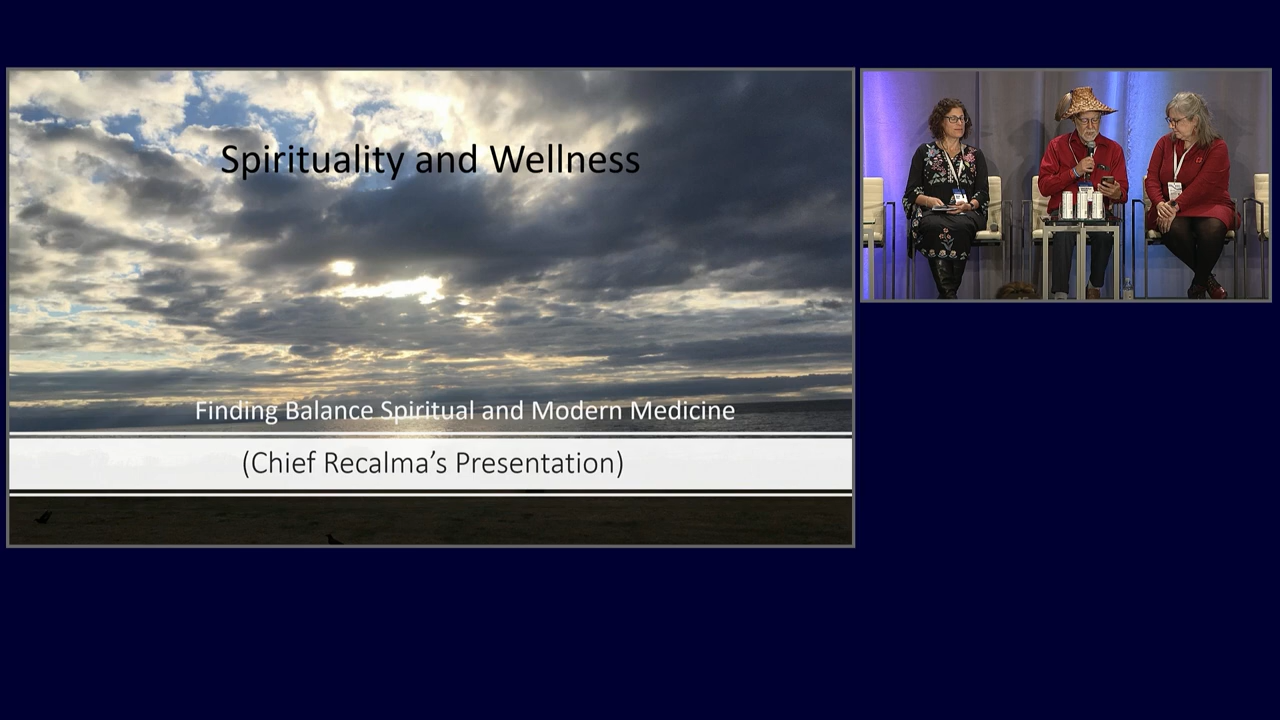 Spirituality and Wellness
Finding Balance Spiritual and Modern Medicine
(Chief Recalma’s Presentation)